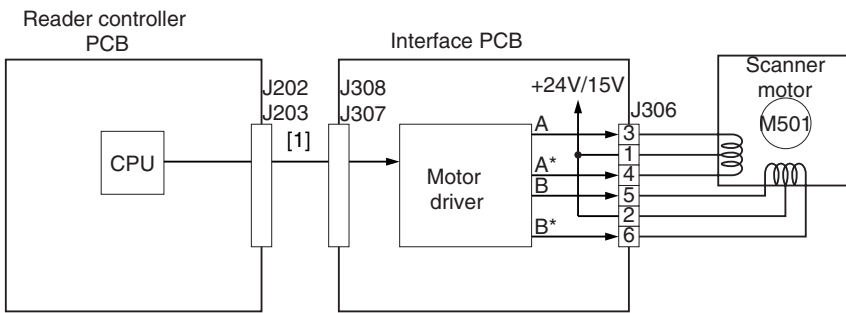 Reader controller
PCB
Interface PCB
Scanner
motor
M501
J202
J203
J308
J307
+24V/15V
J306
[1]
CPU
Motor
driver
A
A*
B
B*
3
1
4
5
2
6